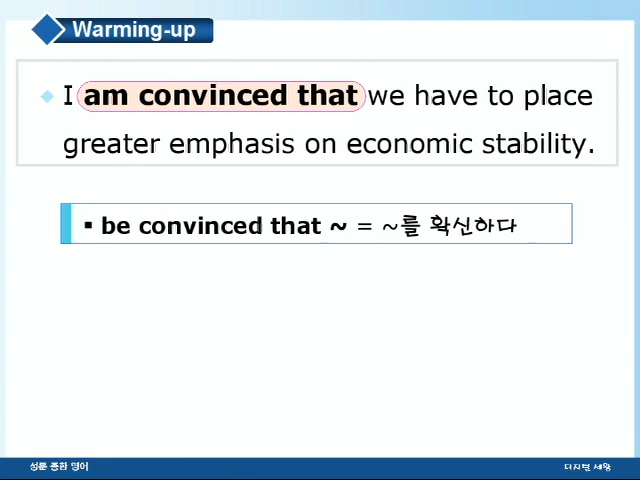 Warming-up
I am convinced that we have to place
greater emphasis on economic stability.
▪ be convinced that ~ = ~를 확신하다
성문 종합 영어
디지털 세왕